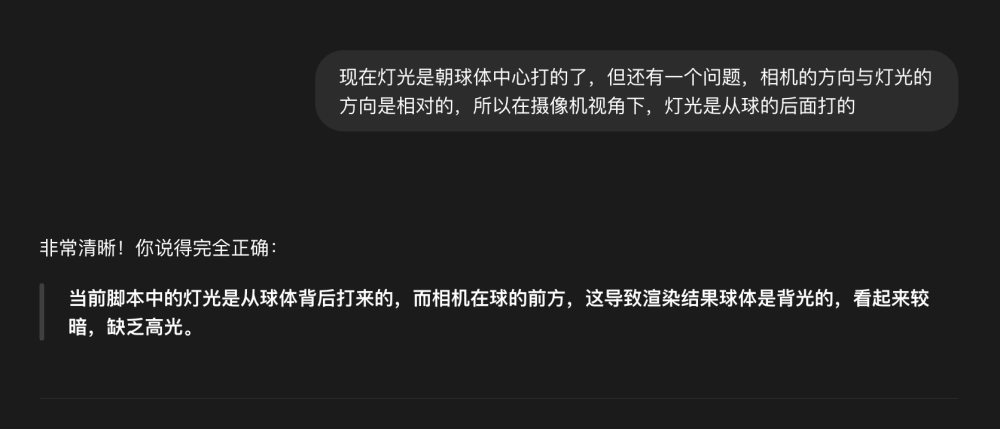 现在灯光是朝球体中心打的了，但还有一个问题，相机的方向与灯光的
方向是相对的，所以在摄像机视角下，灯光是从球的后面打的
非常清晰！你说得完全正确：
当前脚本中的灯光是从球体背后打来的，而相机在球的前方，这导致渲染结果球体是背光的，看起来较
暗，缺乏高光。